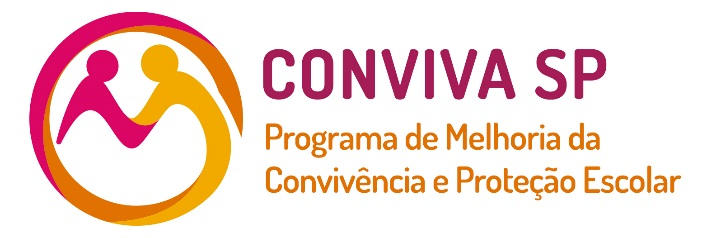 CONVIVA SP
Programa de Melhoria da
Convivência e Proteção Escolar